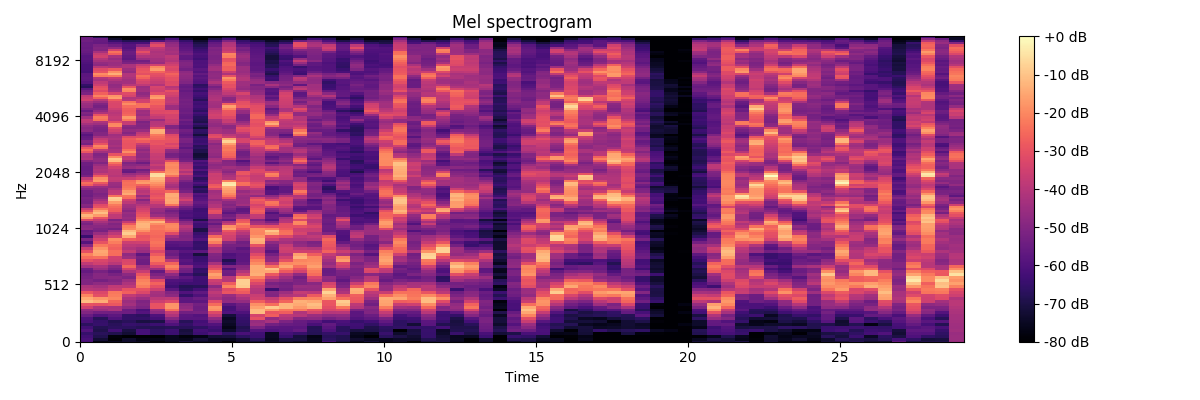 Mel spectrogram
8192
4096
2048
1024
512
0
Hz
0 5 10 15 20 25
Time
+0 dB
-10 dB
-20 dB
-30 dB
-40 dB
-50 dB
-60 dB
-70 dB
-80 dB